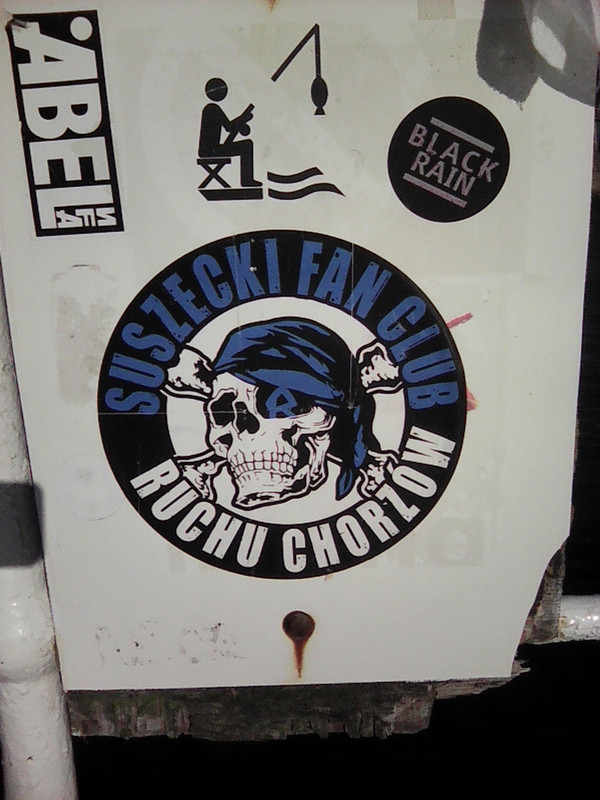 ABEL
BLACK
RAIN
SUSZECKI FAN CLUB
R
RUCHU CHORZÓW